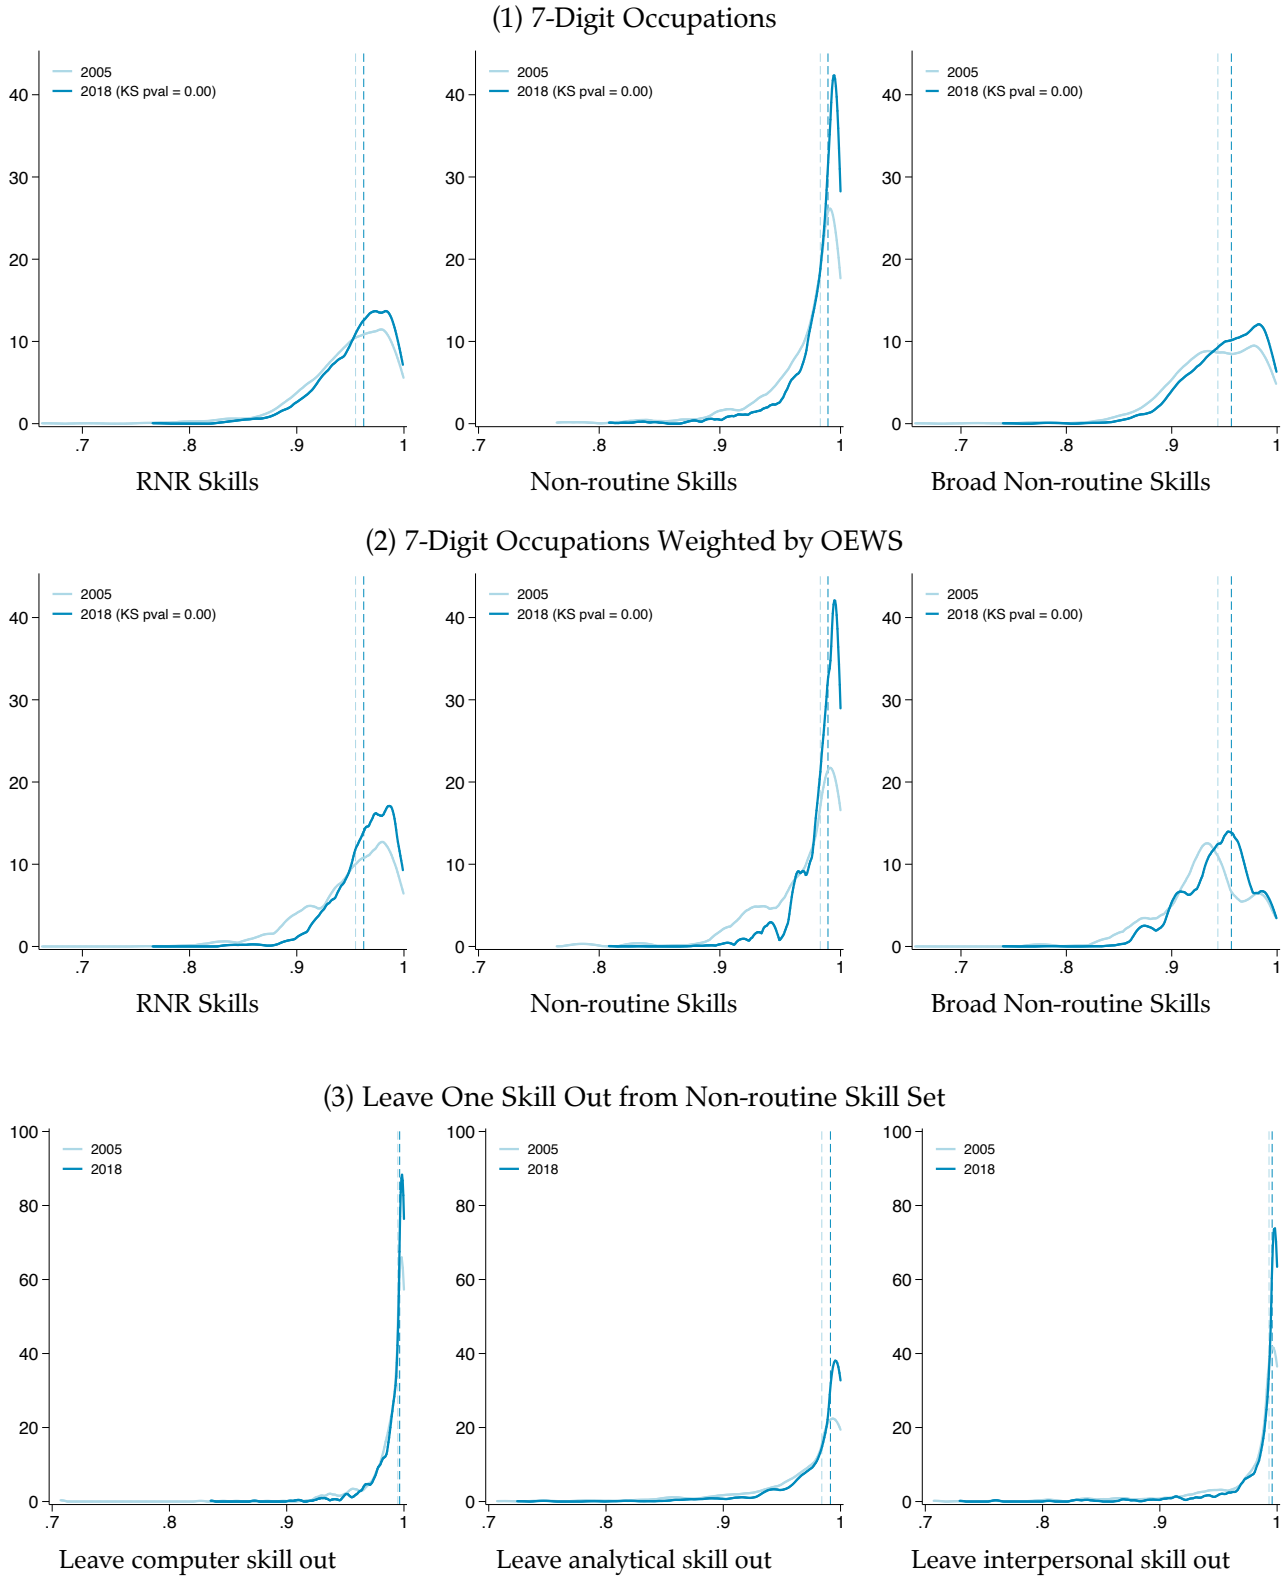 (1) 7-Digit Occupations
2005
2018 (KS pval = 0.00)
40
30
20
10
0
.7 .8 .9 1
RNR Skills
2005
2018 (KS pval = 0.00)
40
30
20
10
0
.7 .8 .9 1
Non-routine Skills
2005
2018 (KS pval = 0.00)
40
30
20
10
0
.7 .8 .9 1
Broad Non-routine Skills
(2) 7-Digit Occupations Weighted by OEWS
2005
2018 (KS pval = 0.00)
40
30
20
10
0
.7 .8 .9 1
RNR Skills
2005
2018 (KS pval = 0.00)
40
30
20
10
0
.7 .8 .9 1
Non-routine Skills
2005
2018 (KS pval = 0.00)
40
30
20
10
0
.7 .8 .9 1
Broad Non-routine Skills
(3) Leave One Skill Out from Non-routine Skill Set
100
2005
2018
80
60
40
20
0
.7 .8 .9 1
Leave computer skill out
100
2005
2018
80
60
40
20
0
.7 .8 .9 1
Leave analytical skill out
100
2005
2018
80
60
40
20
0
.7 .8 .9 1
Leave interpersonal skill out